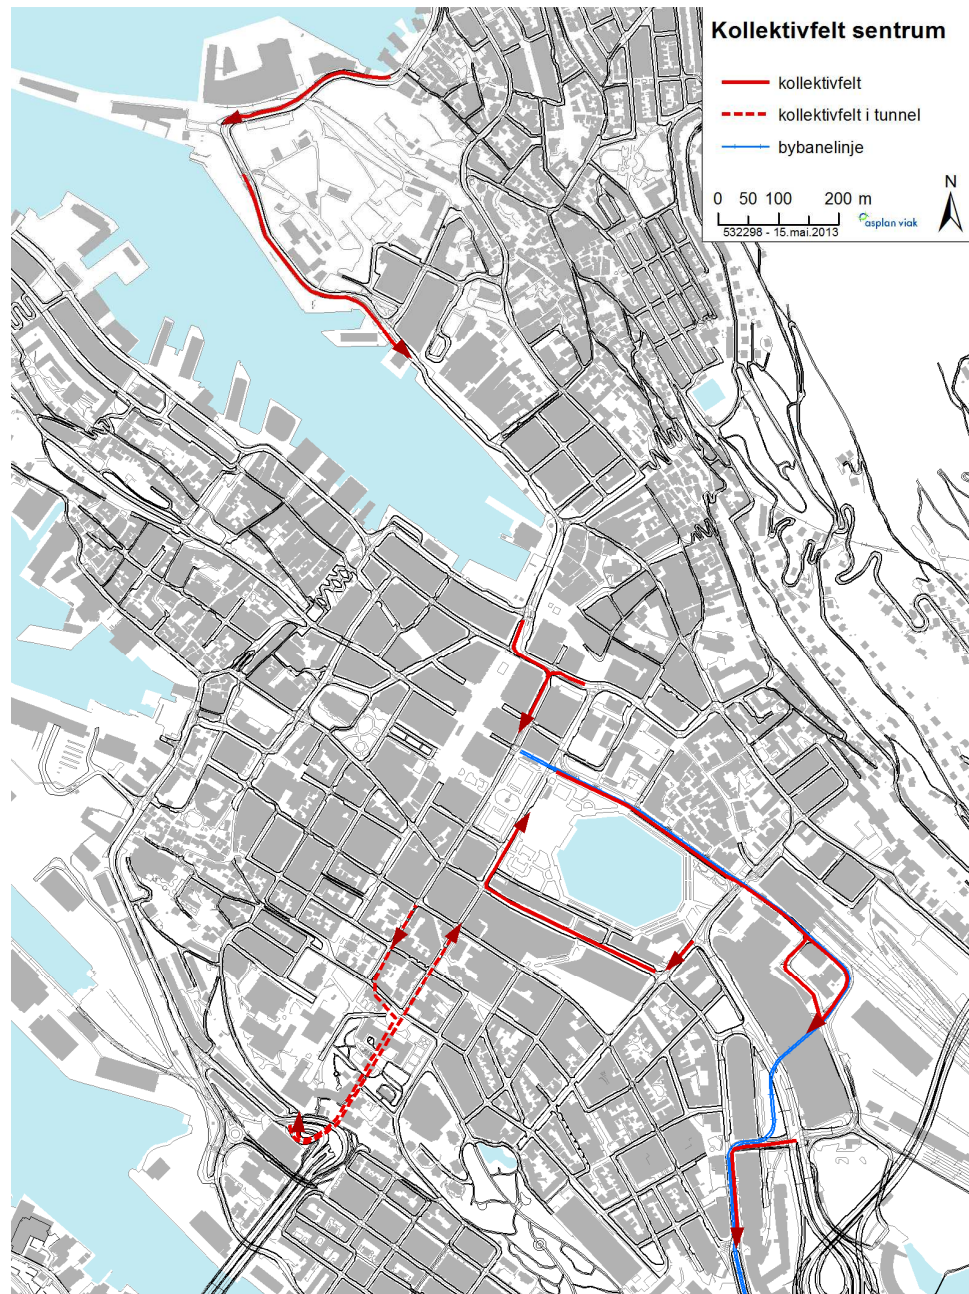 Kollektivfelt sentrum
kollektivfelt
kollektivfelt i tunnel
bybanelinje
N
0 50 100 200 m
asplan viak
532298 - 15.mai.2013